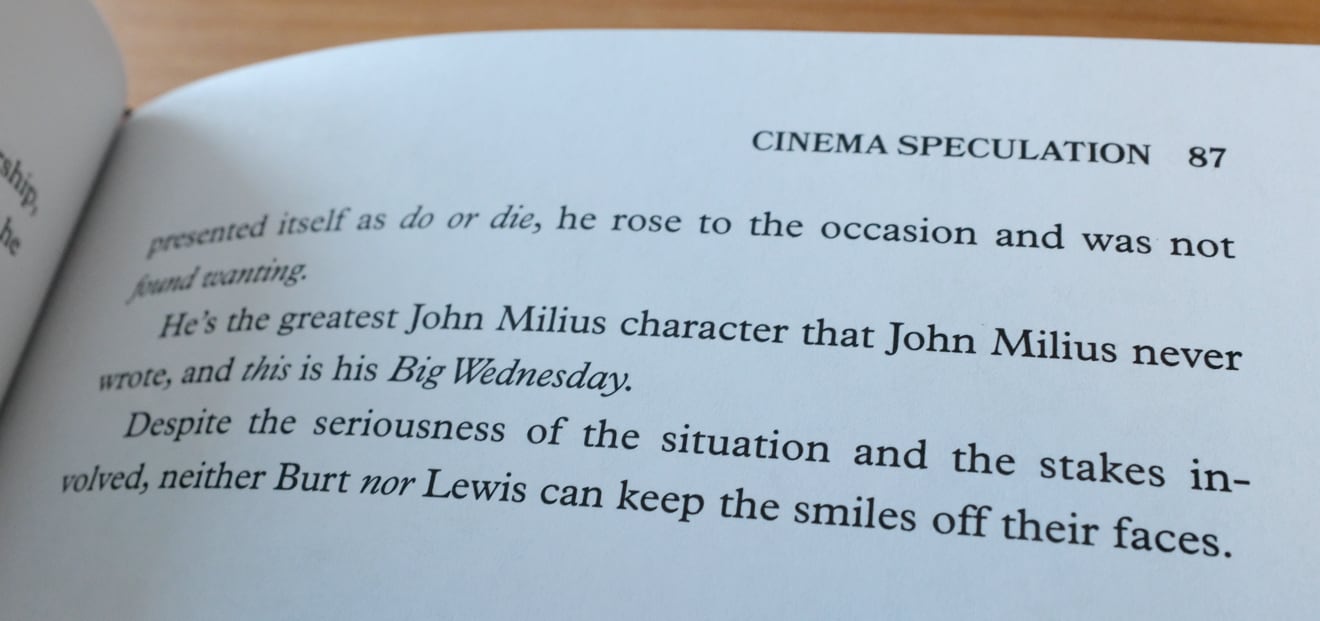 ship,
he
CINEMA SPECULATION 87
presented itself as do or die, he rose to the occasion and was not
found wanting.
He's the greatest John Milius character that John Milius never
wrote, and this is his Big Wednesday.
Despite the seriousness of the situation and the stakes in-
volved, neither Burt nor Lewis can keep the smiles off their faces.